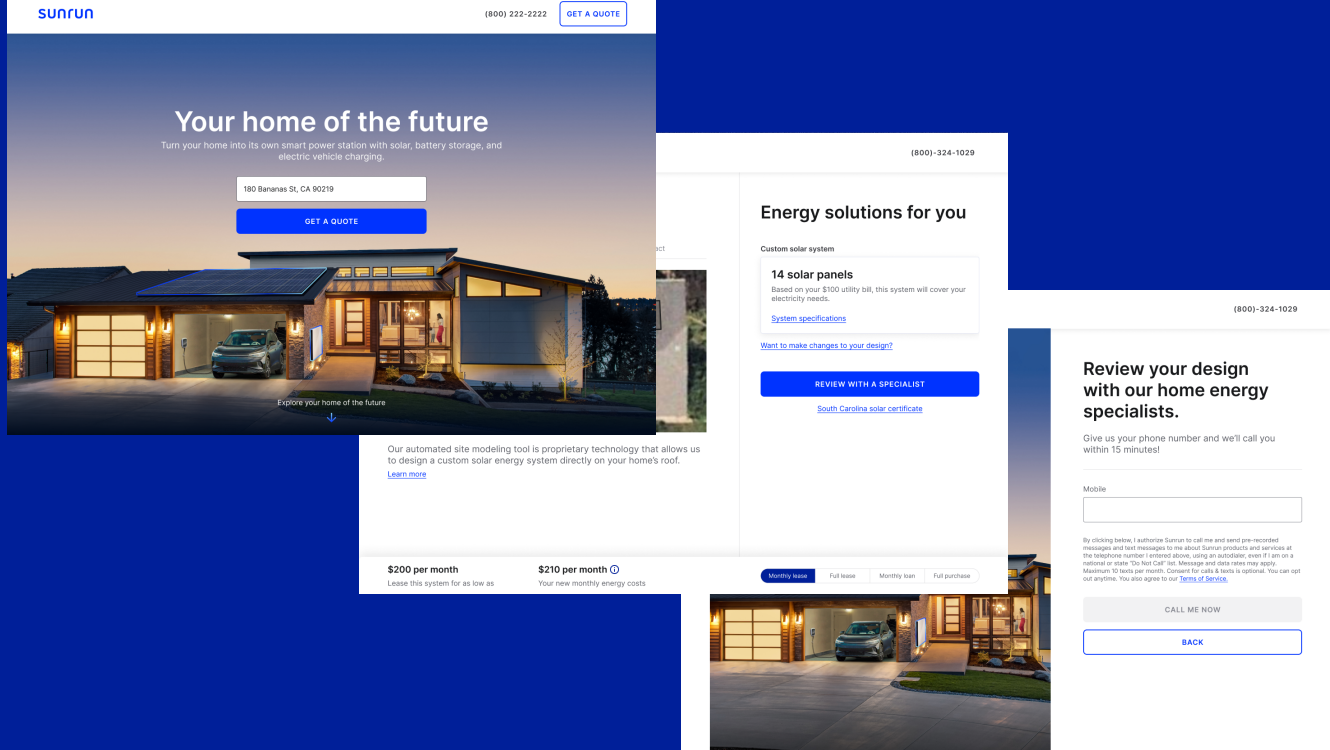 sunrun
(800) 222-2222
GET A QUOTE
Your home of the future
Turn your home into its own smart power station with solar, battery storage, and
electric vehicle charging.
180 Bananas St, CA 90219
GET A QUOTE
Explore your home of the future
(800)-324-1029
Energy solutions for you
Custom solar system
14 solar panels
Based on your $100 utility bill, this system will cover your
electricity needs.
System specifications
Want to make changes to your design?
REVIEW WITH A SPECIALIST
South Carolina solar certificate
act
Our automated site modeling tool is proprietary technology that allows us
to design a custom solar energy system directly on your home's roof.
Learn more
$200 per month
Lease this system for as low as
$210 per month
Your new monthly energy costs
Monthly lease
Full lease
Monthly loan
Full purchase
(800)-324-1029
Review your design
with our home energy
specialists.
Give us your phone number and we'll call you
within 15 minutes!
Mobile
By clicking below, I authorize Sunrun to call me and send pre-recorded
messages and text messages to me about Sunrun products and services at
the telephone number I entered above, using an autodialer, even if I am on a
national or state "Do Not Call" list. Message and data rates may apply.
Maximum 10 texts per month. Consent for calls & texts is optional. You can opt
out anytime. You also agree to our Terms of Service.
CALL ME NOW
BACK